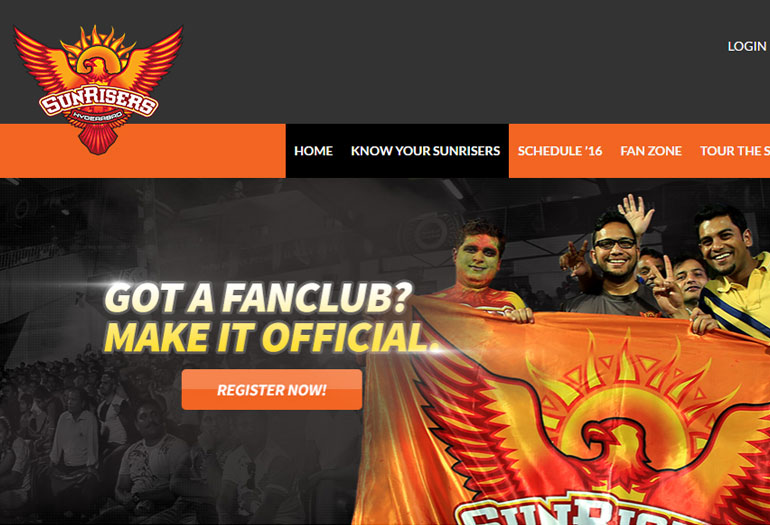 SUNRISERS
HYDERABAD
LOGIN
HOME KNOW YOUR SUNRISERS SCHEDULE '16 FAN ZONE TOUR THE S
GOT A FANCLUB?
MAKE IT OFFICIAL.
REGISTER NOW!
SUNRIS